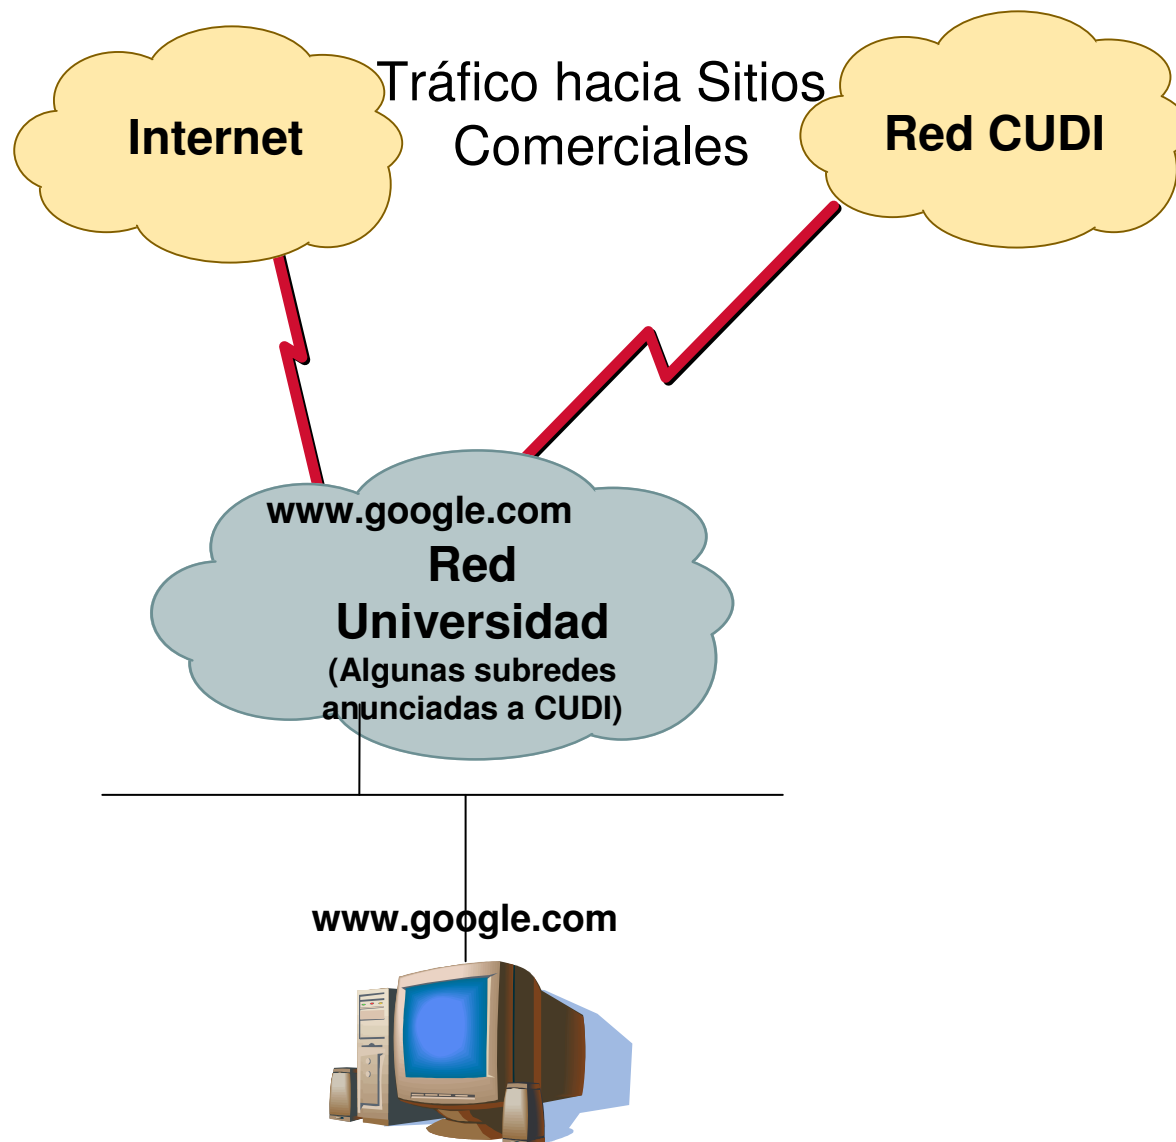 Tráfico hacia Sitios
Comerciales
Internet
Red CUDI
www.google.com
Red
Universidad
(Algunas subredes
anunciadas a CUDI)
www.google.com